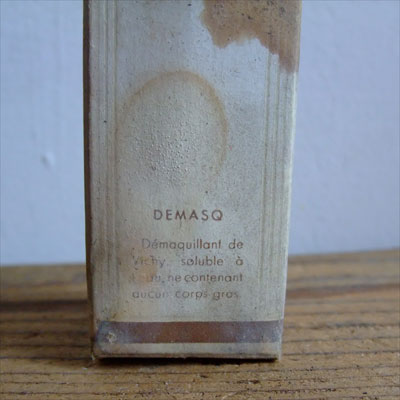 DEMASQ
Démaquillant de
Vichy, soluble à
l'eau, ne contenant
aucun corps gras.